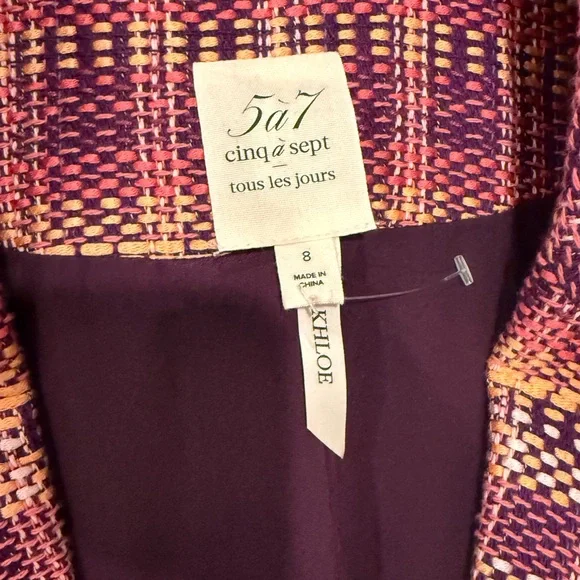 5à7
cinq à sept
tous les jours
8
MADE IN
CHINA
KHLOE